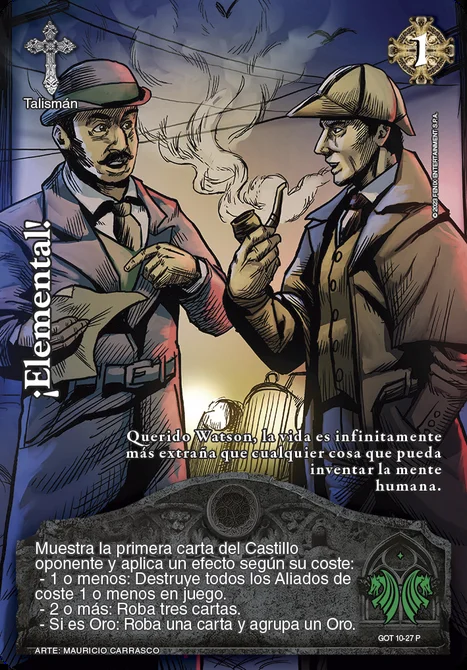 1
Talismán
© 2023 FENIX ENTERTAINMENT S.P.A.
¡Elemental!
Querido Watson, la vida es infinitamente
más extraña que cualquier cosa que pueda
inventar la mente
humana.
Muestra la primera carta del Castillo
oponente y aplica un efecto según su coste:
- 1 o menos: Destruye todos los Aliados de
coste 1 o menos en juego.
- 2 o más: Roba tres cartas.
- Si es Oro: Roba una carta y agrupa un Oro.
GOT 10-27 P
ARTE: MAURICIO CARRASCO